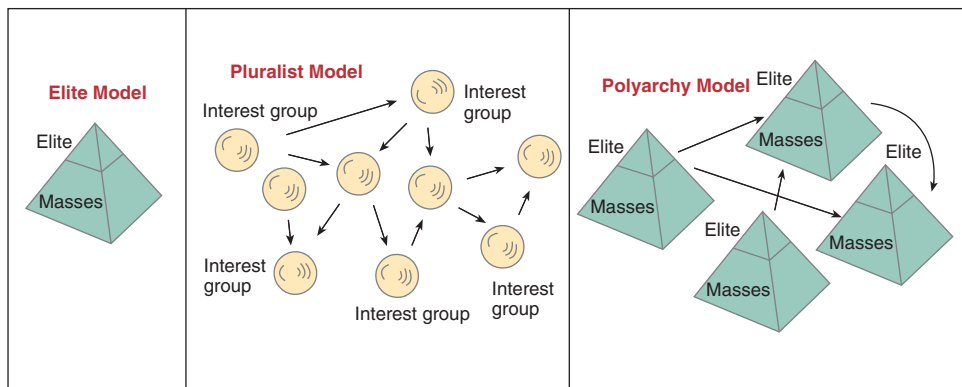 Elite Model
Elite
Masses
Pluralist Model
Interest group
Interest
group
Interest
group
Interest group
Interest
group
Polyarchy Model
Elite
Masses
Elite
Masses
Elite
Masses
Elite
Masses